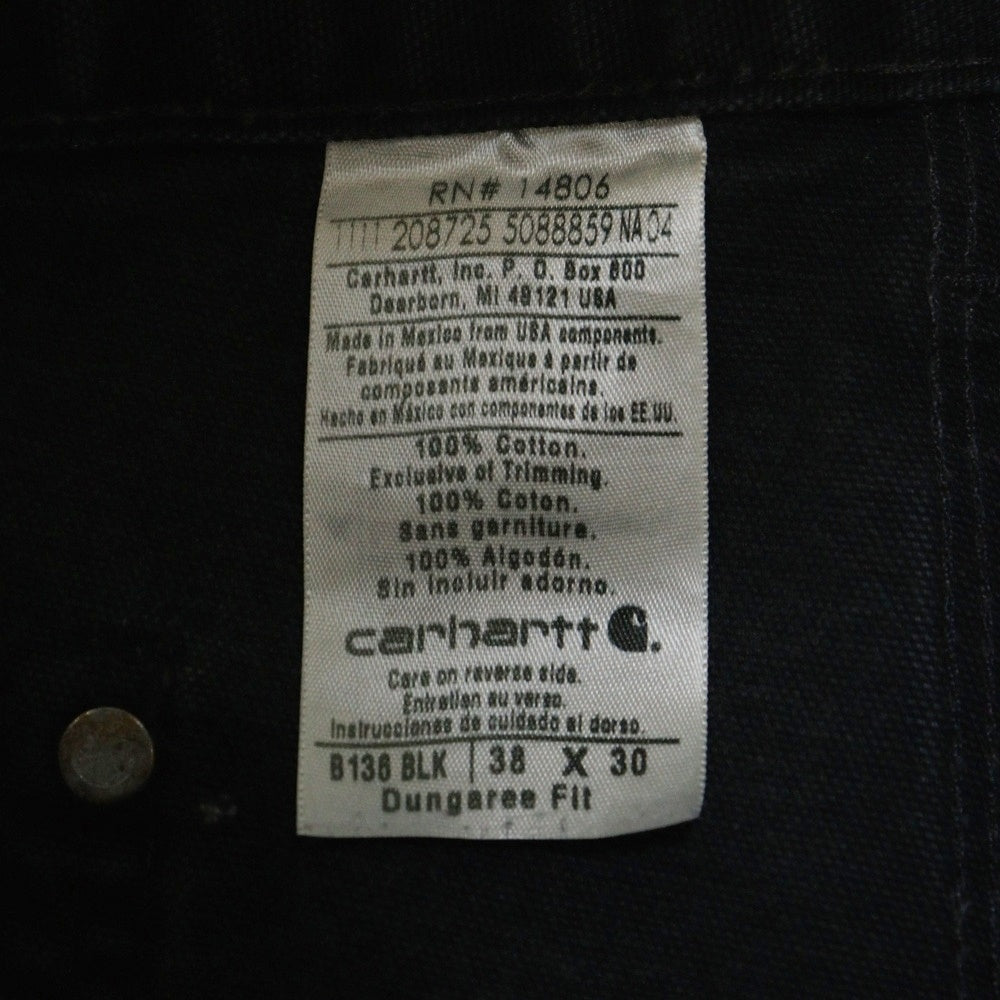 RN# 14806
1111 208725 5088859 NA 04
Carhartt, Inc. P. O. Box 600
Dearborn, MI 48121 USA
Made in Mexico from USA components.
Fabriqué au Mexique à partir de
composants américains.
Hecho en México con componentes de los EE.UU.
100% Cotton.
Exclusive of Trimming.
100% Coton.
Sans garniture.
100% Algodón.
Sin incluir adorno.
carhartt
Care on reverse side.
Entretien au verso.
Instrucciones de cuidado al dorso.
B136 BLK | 38 X 30
Dungaree Fit